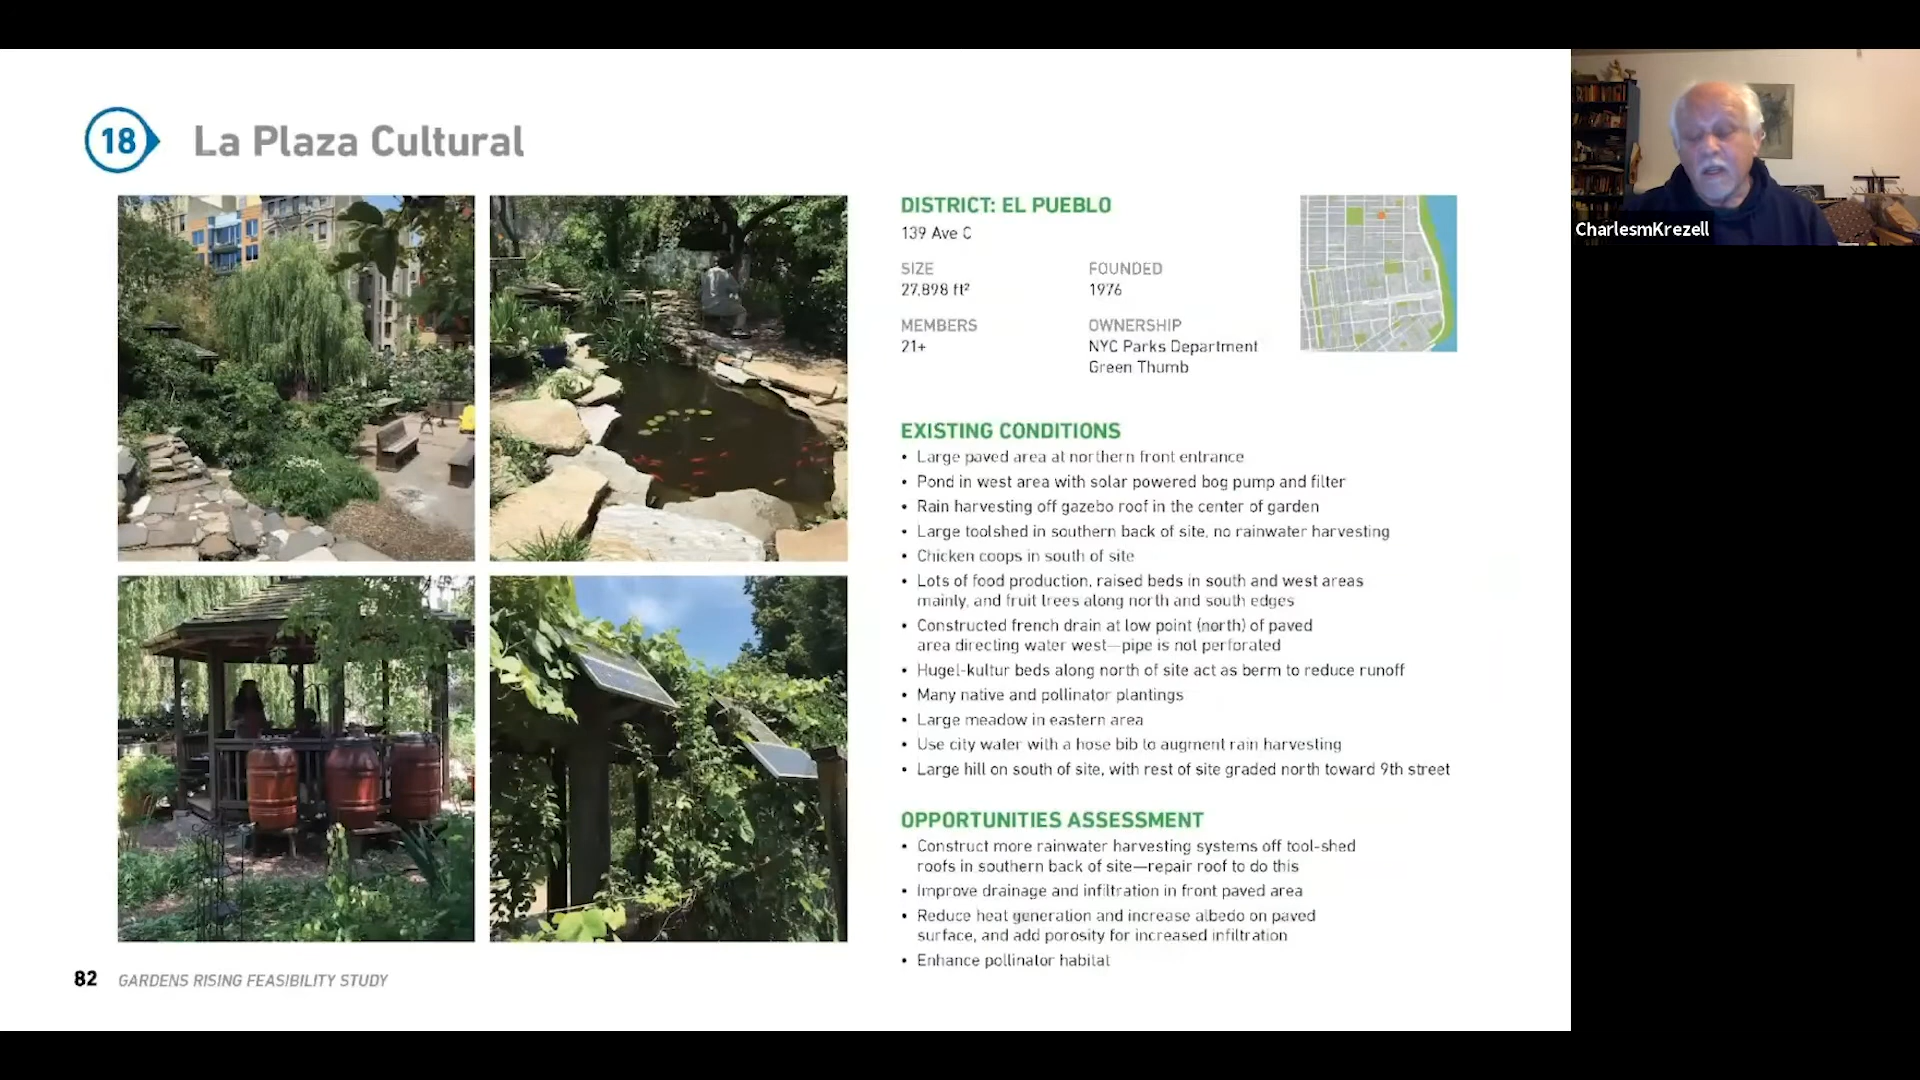 18 La Plaza Cultural
DISTRICT: EL PUEBLO
139 Ave C
SIZE
27,898 ft²
FOUNDED
1976
MEMBERS
21+
OWNERSHIP
NYC Parks Department
Green Thumb
EXISTING CONDITIONS
• Large paved area at northern front entrance
• Pond in west area with solar powered bog pump and filter
• Rain harvesting off gazebo roof in the center of garden
• Large toolshed in southern back of site, no rainwater harvesting
• Chicken coops in south of site
• Lots of food production, raised beds in south and west areas
mainly, and fruit trees along north and south edges
• Constructed french drain at low point (north) of paved
area directing water west—pipe is not perforated
• Hugel-kultur beds along north of site act as berm to reduce runoff
• Many native and pollinator plantings
• Large meadow in eastern area
• Use city water with a hose bib to augment rain harvesting
• Large hill on south of site, with rest of site graded north toward 9th street
OPPORTUNITIES ASSESSMENT
• Construct more rainwater harvesting systems off tool-shed
roofs in southern back of site—repair roof to do this
• Improve drainage and infiltration in front paved area
• Reduce heat generation and increase albedo on paved
surface, and add porosity for increased infiltration
• Enhance pollinator habitat
82 GARDENS RISING FEASIBILITY STUDY
CharlesmKrezell